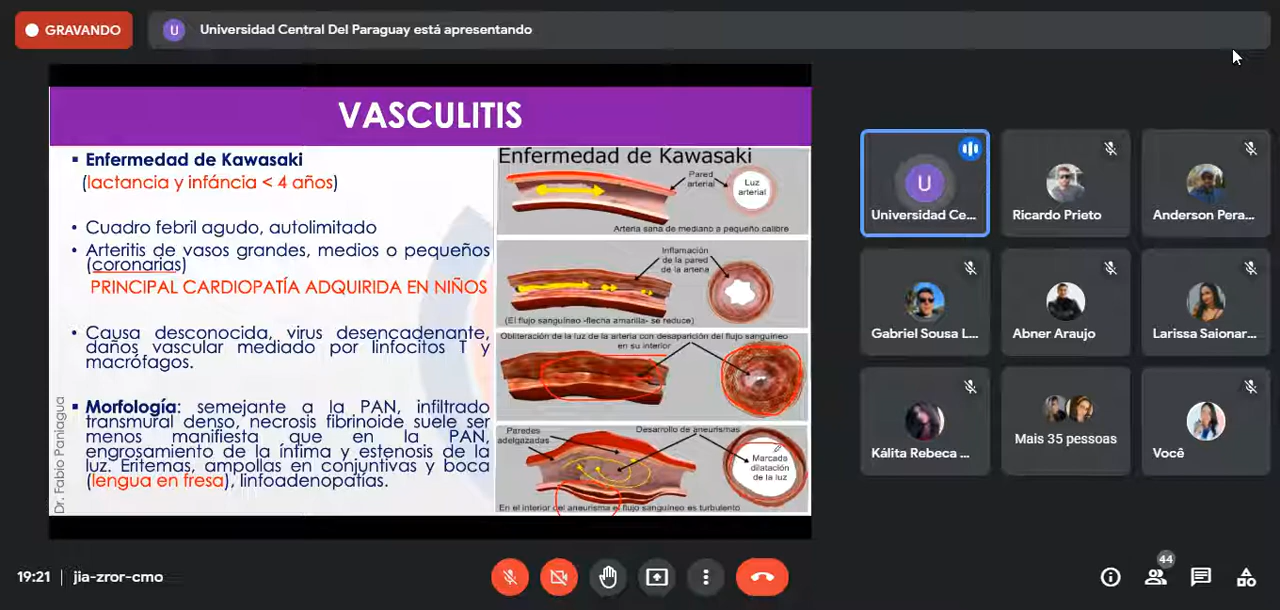 GRAVANDO
U
Universidad Central Del Paraguay está apresentando
VASCULITIS
▪ Enfermedad de Kawasaki
(lactancia y infáncia < 4 años)
• Cuadro febril agudo, autolimitado
• Arteritis de vasos grandes, medios o pequeños
(coronarias)
PRINCIPAL CARDIOPATÍA ADQUIRIDA EN NIÑOS
• Causa desconocida, virus desencadenante,
daños vascular mediado por linfocitos T y
macrófagos.
▪ Morfología: semejante a la PAN, infiltrado
transmural denso, necrosis fibrinoide suele ser
menos manifiesta que en la PAN,
engrosamiento de la íntima y estenosis de la
luz. Eritemas, ampollas en conjuntivas y boca
(lengua en fresa), linfoadenopatías.
Dr. Fabio Paniagua
Enfermedad de Kawasaki
Pared
arterial
Luz
arterial
Arteria sana de mediano a pequeño calibre
Inflamación
de la pared
de la arteria
(El flujo sanguíneo -flecha amarilla- se reduce)
Obliteración de la luz de la arteria con desaparición del flujo sanguíneo
en su interior
Paredes
adelgazadas
Desarrollo de aneurismas
Marcada
dilatación
de la luz
En el interior del aneurisma el flujo sanguíneo es turbulento
U
Universidad Ce...
Ricardo Prieto
Anderson Pera...
Gabriel Sousa L...
Abner Araujo
Larissa Saionar...
Kálita Rebeca ...
Mais 35 pessoas
Você
19:21 | jia-zror-cmo
44